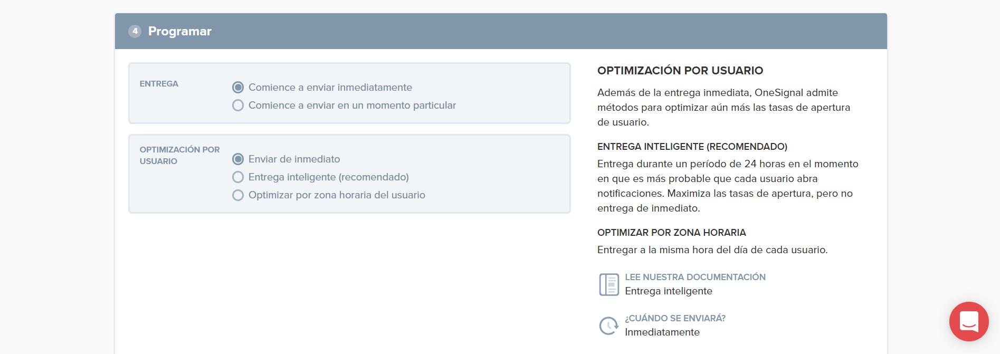 4 Programar
ENTREGA
Comience a enviar inmediatamente
Comience a enviar en un momento particular
OPTIMIZACIÓN POR
USUARIO
Enviar de inmediato
Entrega inteligente (recomendado)
Optimizar por zona horaria del usuario
OPTIMIZACIÓN POR USUARIO
Además de la entrega inmediata, OneSignal admite
métodos para optimizar aún más las tasas de apertura
de usuario.
ENTREGA INTELIGENTE (RECOMENDADO)
Entrega durante un período de 24 horas en el momento
en que es más probable que cada usuario abra
notificaciones. Maximiza las tasas de apertura, pero no
entrega de inmediato.
OPTIMIZAR POR ZONA HORARIA
Entregar a la misma hora del día de cada usuario.
LEE NUESTRA DOCUMENTACIÓN
Entrega inteligente
¿CUÁNDO SE ENVIARÁ?
Inmediatamente